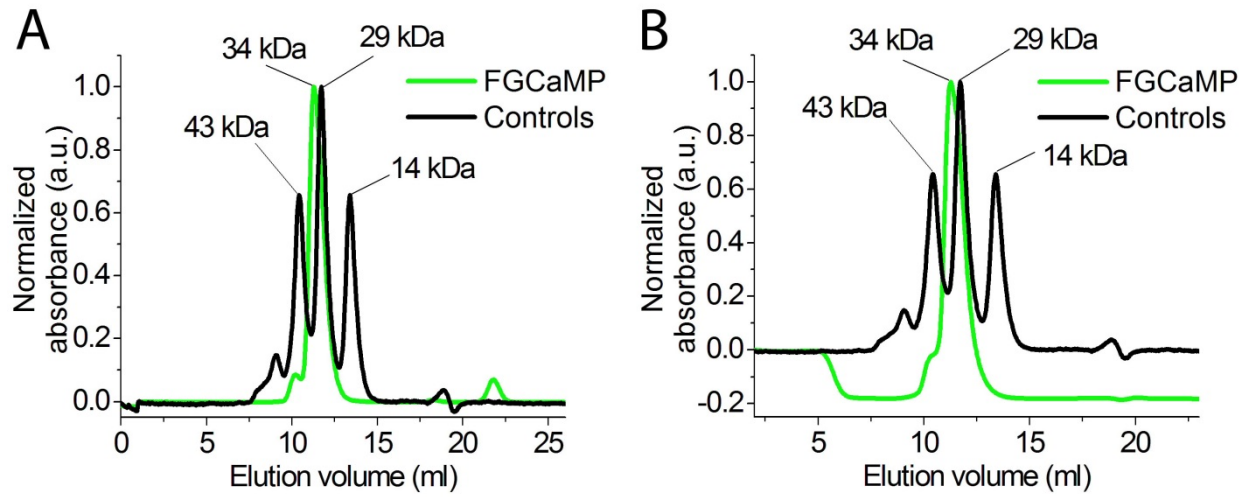 A
34 kDa
29 kDa
FGCaMP
Controls
43 kDa
14 kDa
Normalized
absorbance (a.u.)
1.0
0.8
0.6
0.4
0.2
0.0
0
5
10
15
20
25
Elution volume (ml)
B
34 kDa
29 kDa
FGCaMP
Controls
43 kDa
14 kDa
Normalized
absorbance (a.u.)
1.0
0.8
0.6
0.4
0.2
0.0
-0.2
5
10
15
20
Elution volume (ml)